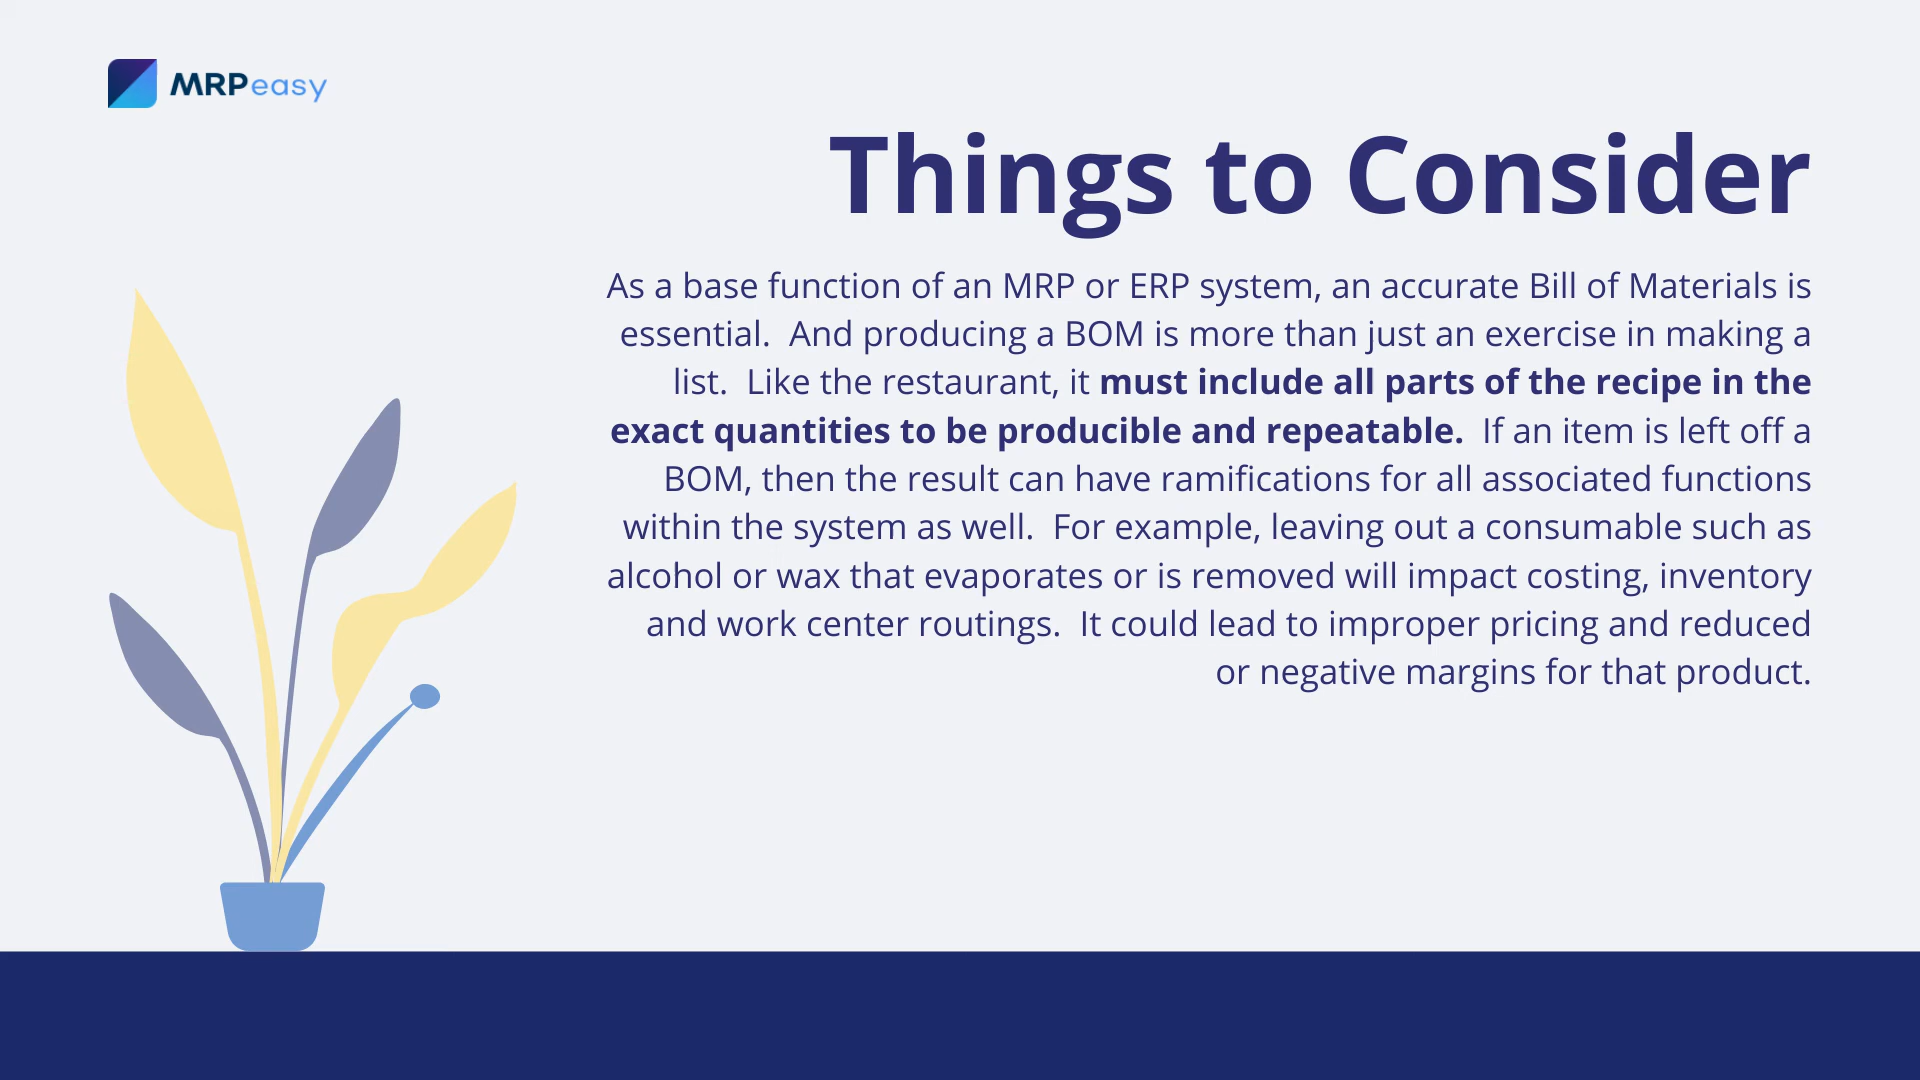 MRPeasy
Things to Consider
As a base function of an MRP or ERP system, an accurate Bill of Materials is
essential.  And producing a BOM is more than just an exercise in making a
list.  Like the restaurant, it must include all parts of the recipe in the
exact quantities to be producible and repeatable.  If an item is left off a
BOM, then the result can have ramifications for all associated functions
within the system as well.  For example, leaving out a consumable such as
alcohol or wax that evaporates or is removed will impact costing, inventory
and work center routings.  It could lead to improper pricing and reduced
or negative margins for that product.